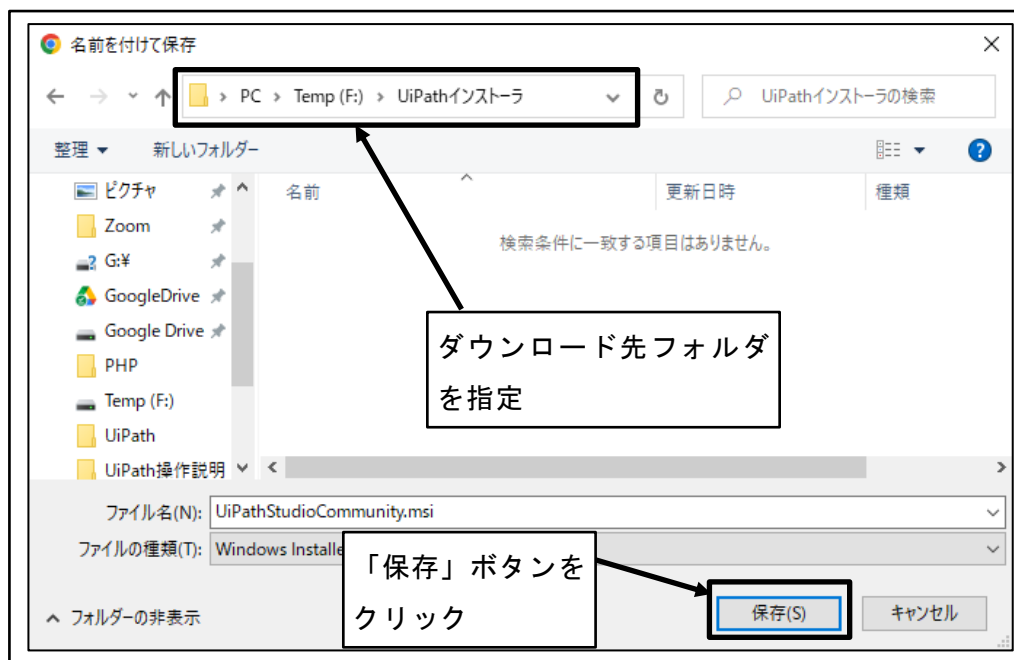 名前を付けて保存
PC > Temp (F:) > UiPathインストーラ
UiPathインストーラの検索
整理
新しいフォルダー
ピクチャ
Zoom
G:¥
GoogleDrive
Google Drive
PHP
Temp (F:)
UiPath
UiPath操作説明
名前
更新日時
種類
検索条件に一致する項目はありません。
ダウンロード先フォルダ
を指定
ファイル名(N): UiPathStudioCommunity.msi
ファイルの種類(T): Windows Installe
「保存」ボタンを
クリック
フォルダーの非表示
保存(S)
キャンセル